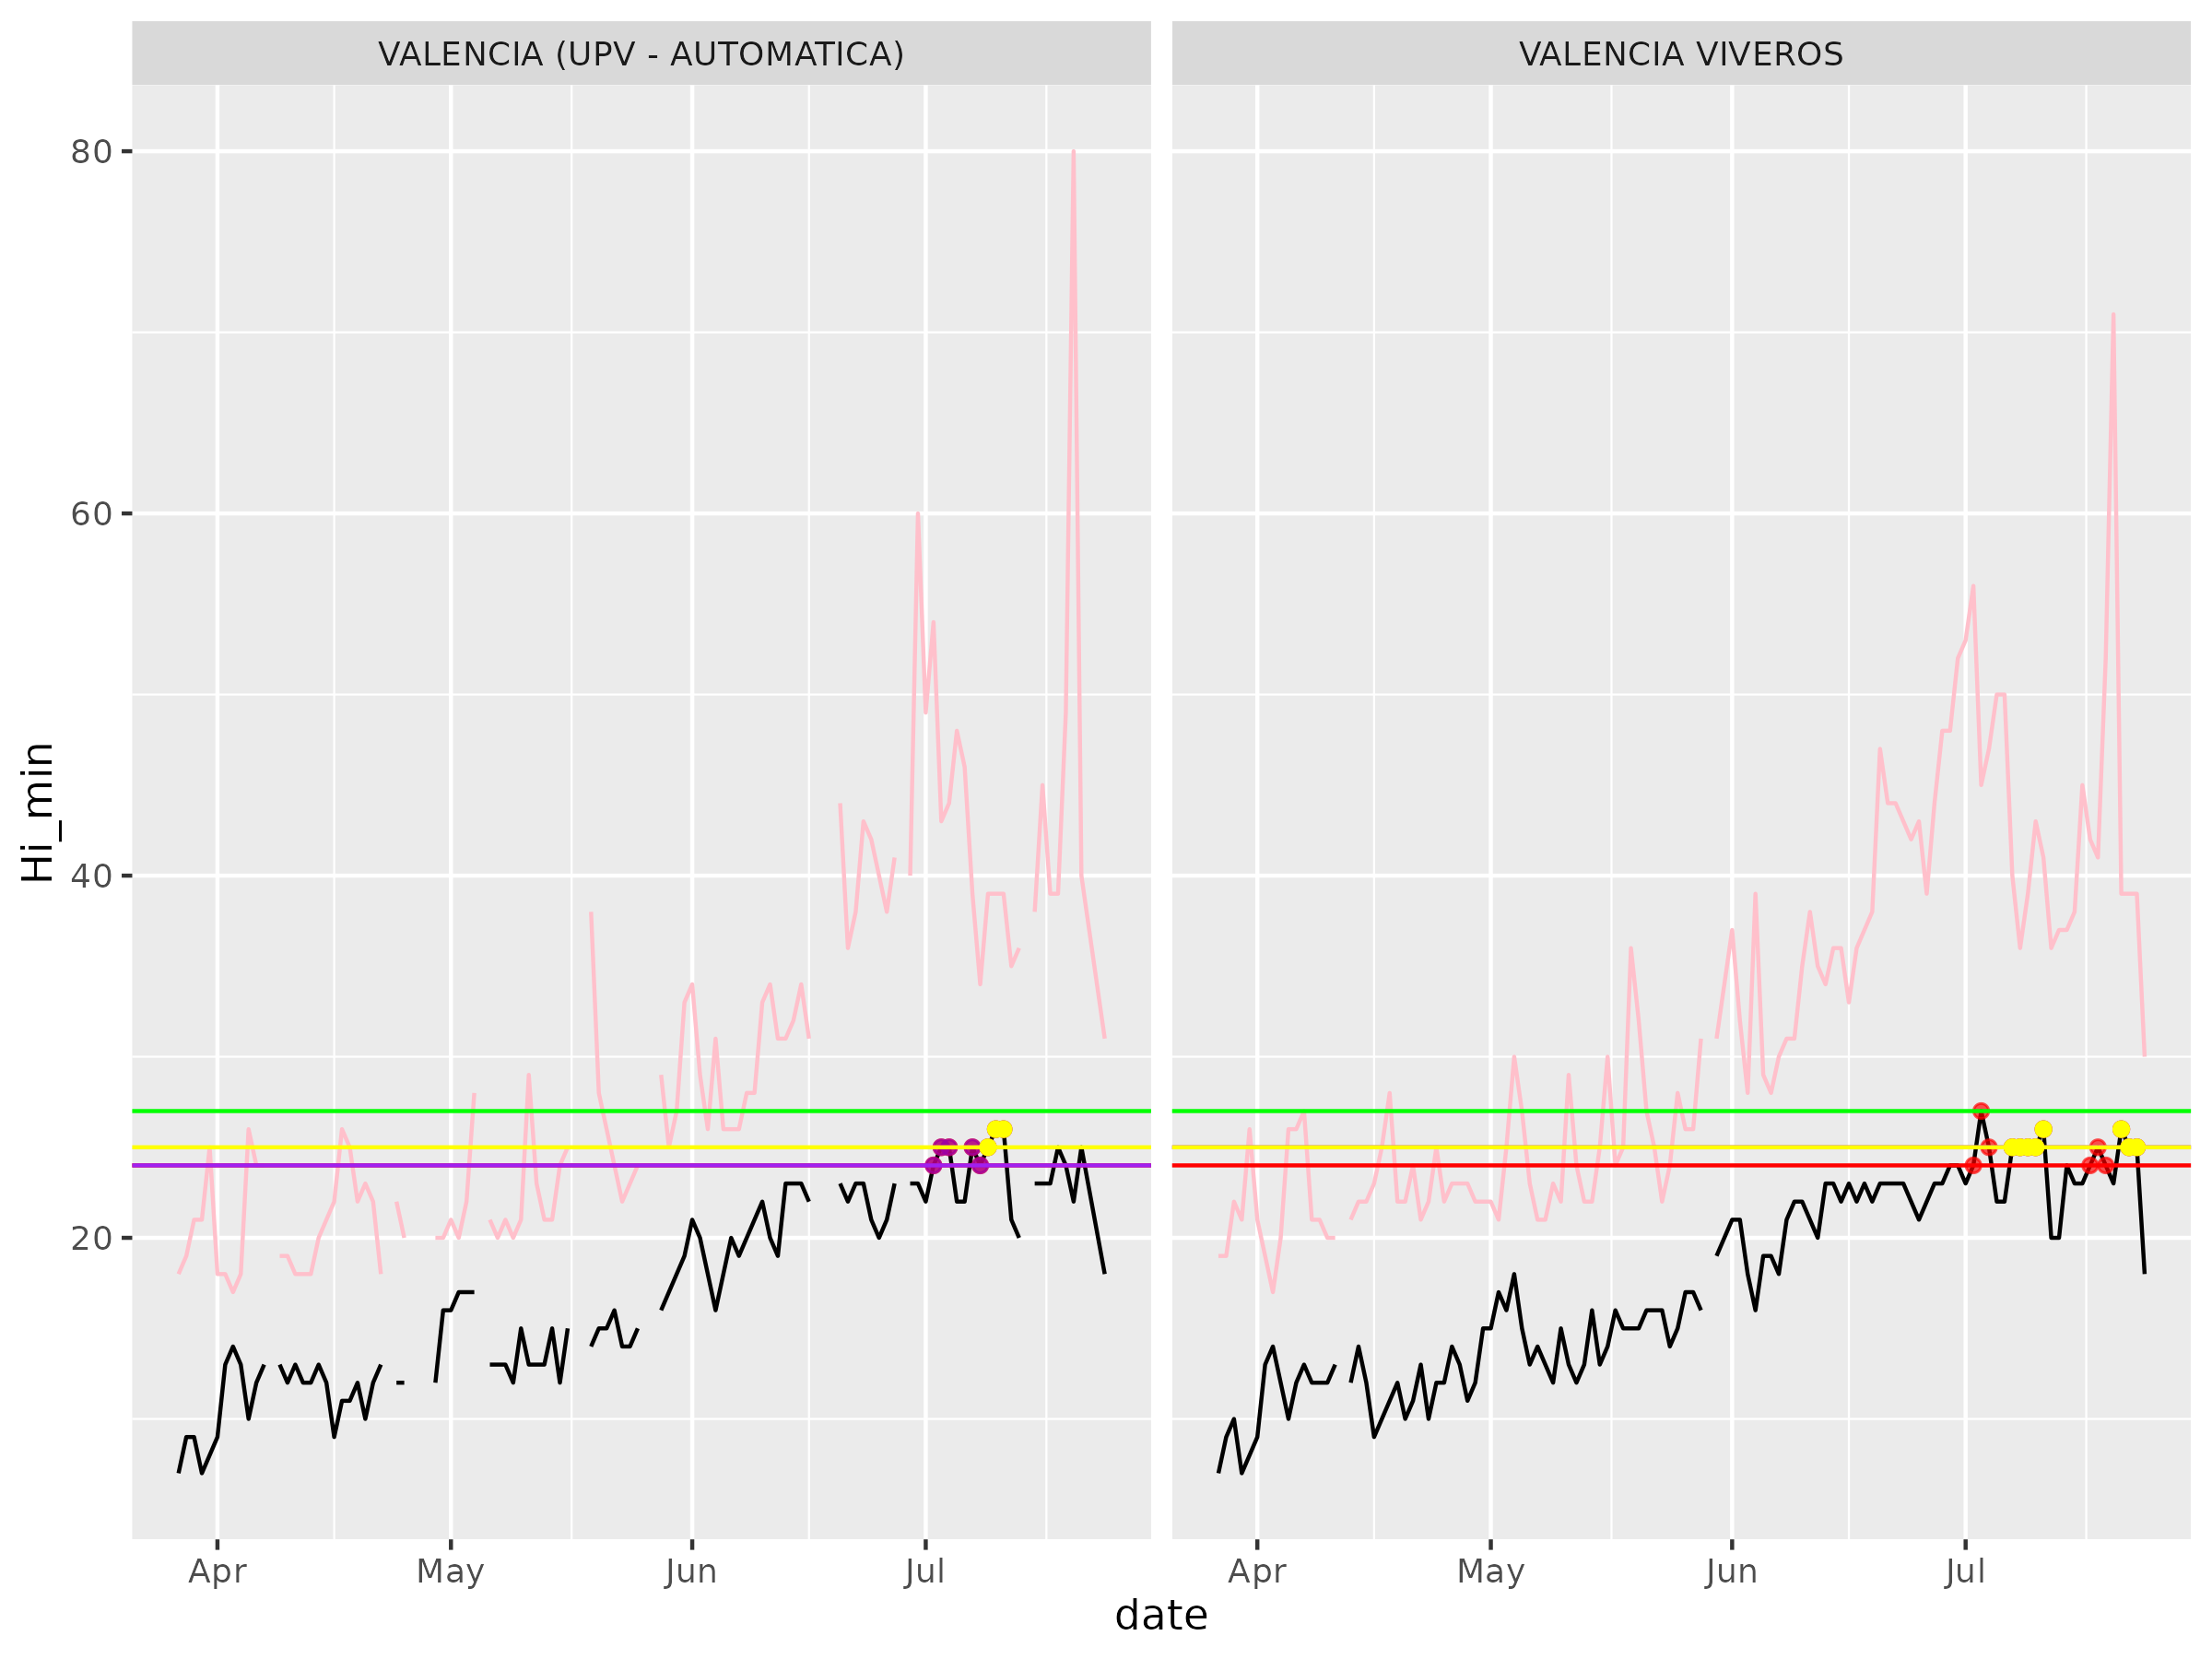 VALENCIA (UPV - AUTOMATICA)
VALENCIA VIVEROS
80
60
40
20
Hi_min
Apr
May
Jun
Jul
Apr
May
Jun
Jul
date